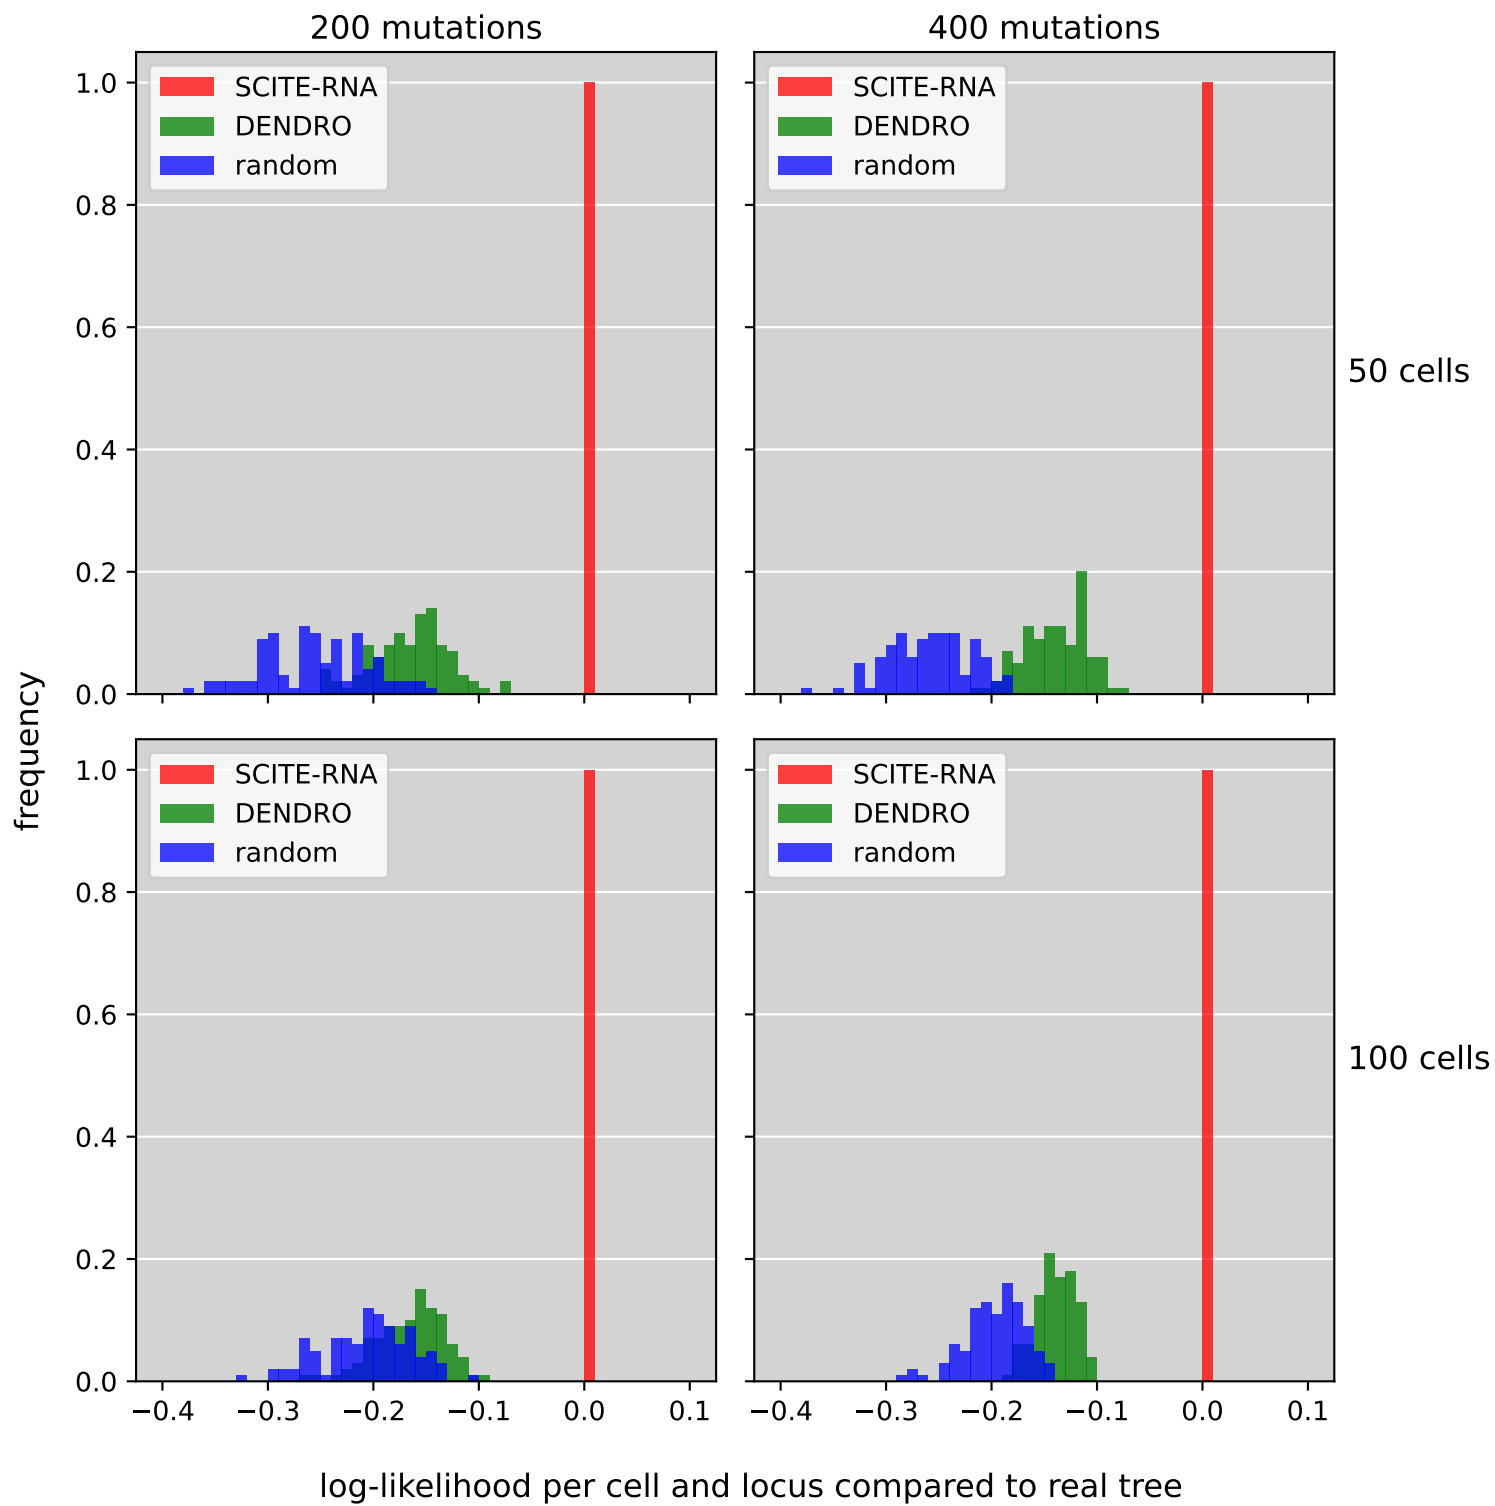 200 mutations
400 mutations
1.0
0.8
0.6
0.4
0.2
0.0
SCITE-RNA
DENDRO
random
SCITE-RNA
DENDRO
random
50 cells
frequency
1.0
0.8
0.6
0.4
0.2
0.0
SCITE-RNA
DENDRO
random
SCITE-RNA
DENDRO
random
100 cells
−0.4 −0.3 −0.2 −0.1 0.0 0.1
−0.4 −0.3 −0.2 −0.1 0.0 0.1
log-likelihood per cell and locus compared to real tree